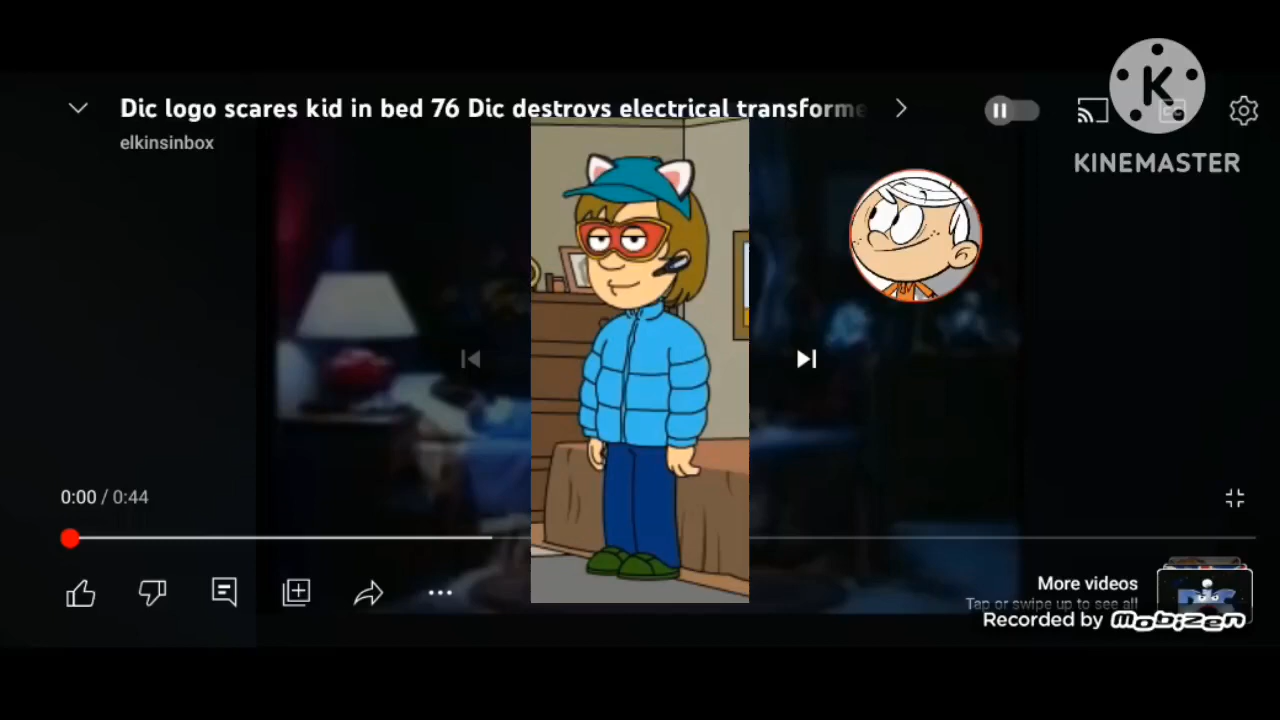 Dic logo scares kid in bed 76 Dic destroys electrical transforme
elkinsinbox
K
KINEMASTER
0:00 / 0:44
More videos
Tap or swipe up to see all
Recorded by Mobizen